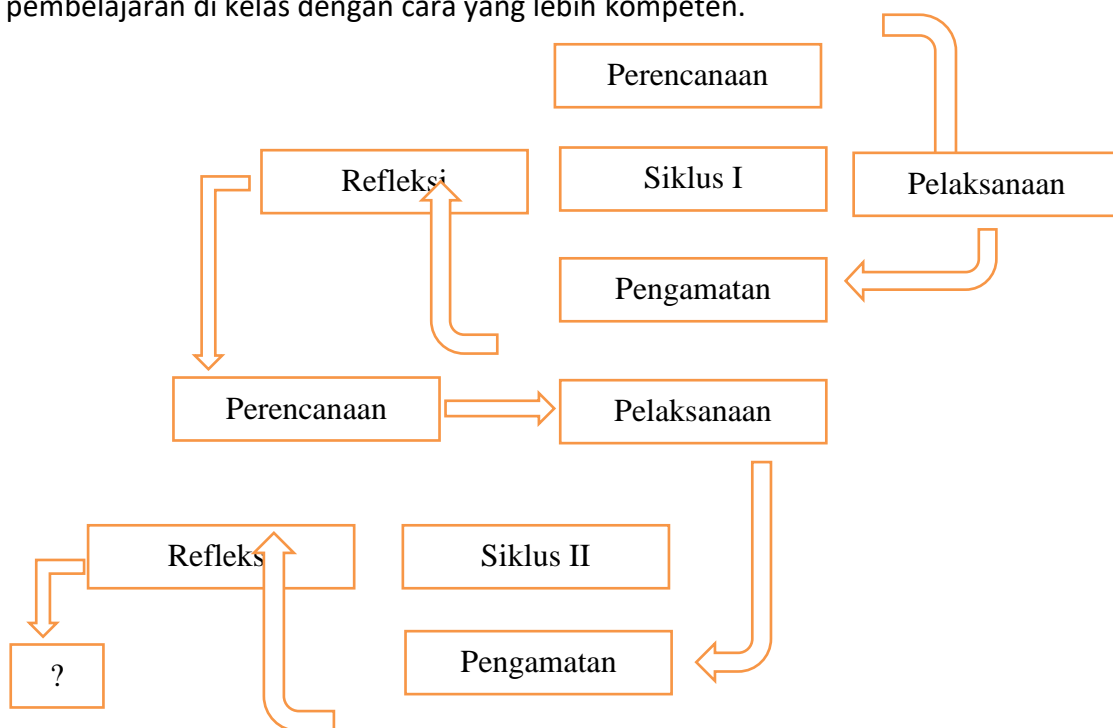 pembelajaran di kelas dengan cara yang lebih kompeten.
Perencanaan
Refleksi
Siklus I
Pelaksanaan
Pengamatan
Perencanaan
Pelaksanaan
Refleks
Siklus II
Pengamatan
?